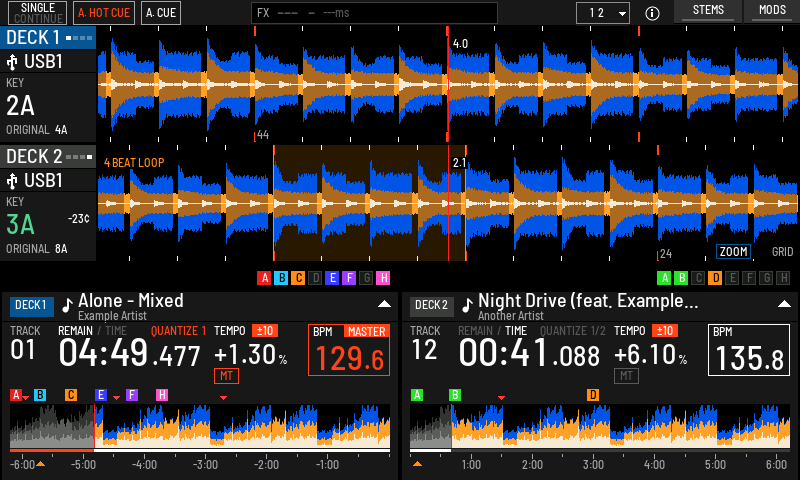 SINGLE
CONTINUE
A. HOT CUE
A. CUE
FX --- - ---ms
1 2
STEMS
MODS
DECK 1
USB1
KEY
2A
ORIGINAL 4A
4.0
44
DECK 2
USB1
KEY
3A -23¢
ORIGINAL 8A
4 BEAT LOOP
2.1
24
ZOOM GRID
A B C D E F G H
A B C D E F G H
DECK1
Alone - Mixed
Example Artist
TRACK
01
REMAIN / TIME
QUANTIZE 1
04:49.477
TEMPO ±10
+1.30%
MT
BPM MASTER
129.6
A B C E F H
-6:00 -5:00 -4:00 -3:00 -2:00 -1:00
DECK2
Night Drive (feat. Example...
Another Artist
TRACK
12
REMAIN / TIME
QUANTIZE 1/2
00:41.088
TEMPO ±10
+6.10%
MT
BPM
135.8
A B D
1:00 2:00 3:00 4:00 5:00 6:00